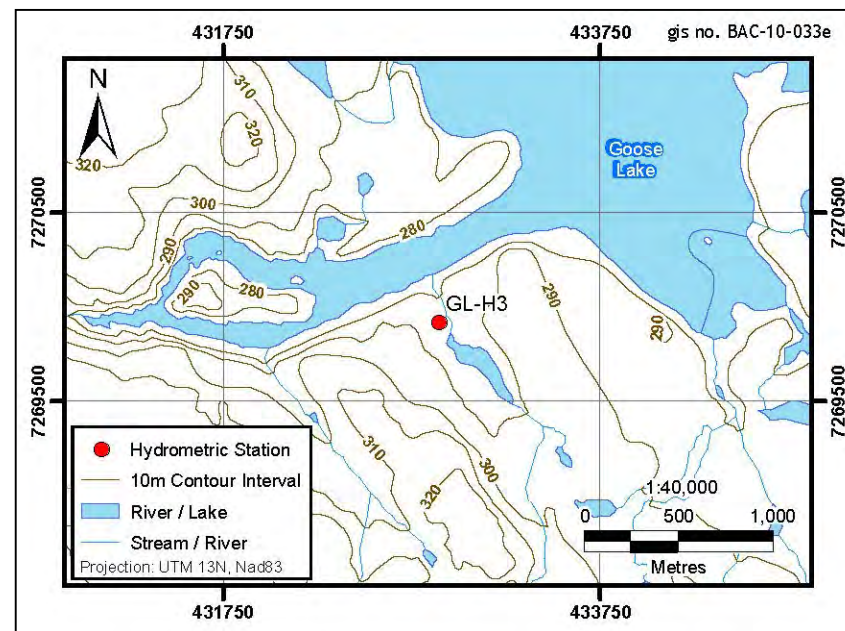 431750
433750
gis no. BAC-10-033e
N
310
320
320
300
290
280
290
280
Goose
Lake
7270500
7270500
GL-H3
290
290
7269500
7269500
310
300
320
Hydrometric Station
10m Contour Interval
River / Lake
Stream / River
Projection: UTM 13N, Nad83
1:40,000
0 500 1,000
Metres
431750
433750